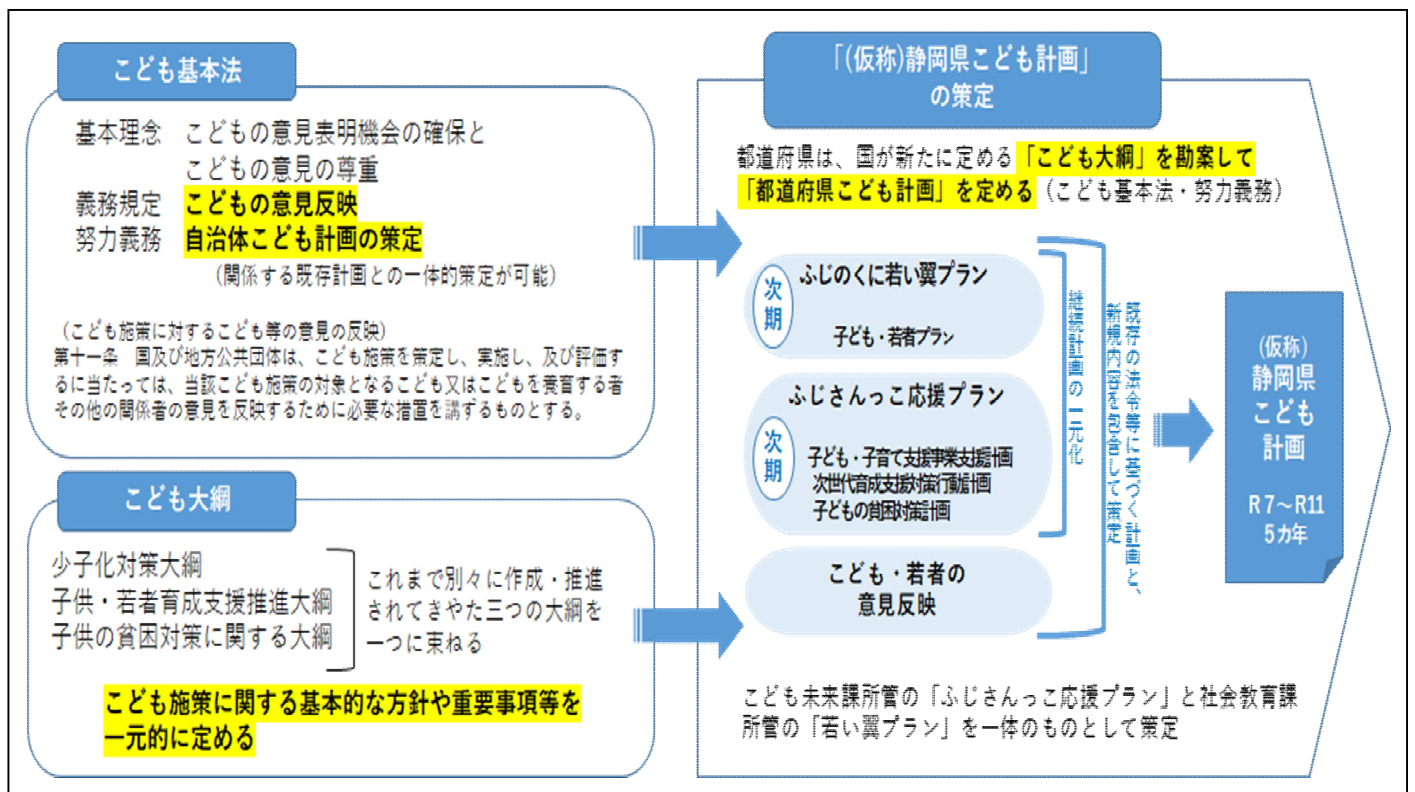 こども基本法
基本理念　こどもの意見表明機会の確保と
こどもの意見の尊重
義務規定　こどもの意見反映
努力義務　自治体こども計画の策定
（関係する既存計画との一体的策定が可能）
（こども施策に対するこども等の意見の反映）
第十一条　国及び地方公共団体は、こども施策を策定し、実施し、及び評価す
るに当たっては、当該こども施策の対象となるこども又はこどもを養育する者
その他の関係者の意見を反映するために必要な措置を講ずるものとする。
こども大綱
少子化対策大綱
子供・若者育成支援推進大綱
子供の貧困対策に関する大綱
これまで別々に作成・推進
されてきやた三つの大綱を
一つに束ねる
こども施策に関する基本的な方針や重要事項等を
一元的に定める
「(仮称)静岡県こども計画」
の策定
都道府県は、国が新たに定める「こども大綱」を勘案して
「都道府県こども計画」を定める（こども基本法・努力義務）
次期
ふじのくに若い翼プラン
子ども・若者プラン
次期
ふじさんっこ応援プラン
子ども・子育て支援事業支援計画
次世代育成支援対策行動計画
子どもの貧困対策計画
こども・若者の
意見反映
継続計画の一元化
既存の法令等に基づく計画と、
新規内容を包含して策定
(仮称)
静岡県
こども
計画
R7～R11
5カ年
こども未来課所管の「ふじさんっこ応援プラン」と社会教育課
所管の「若い翼プラン」を一体のものとして策定